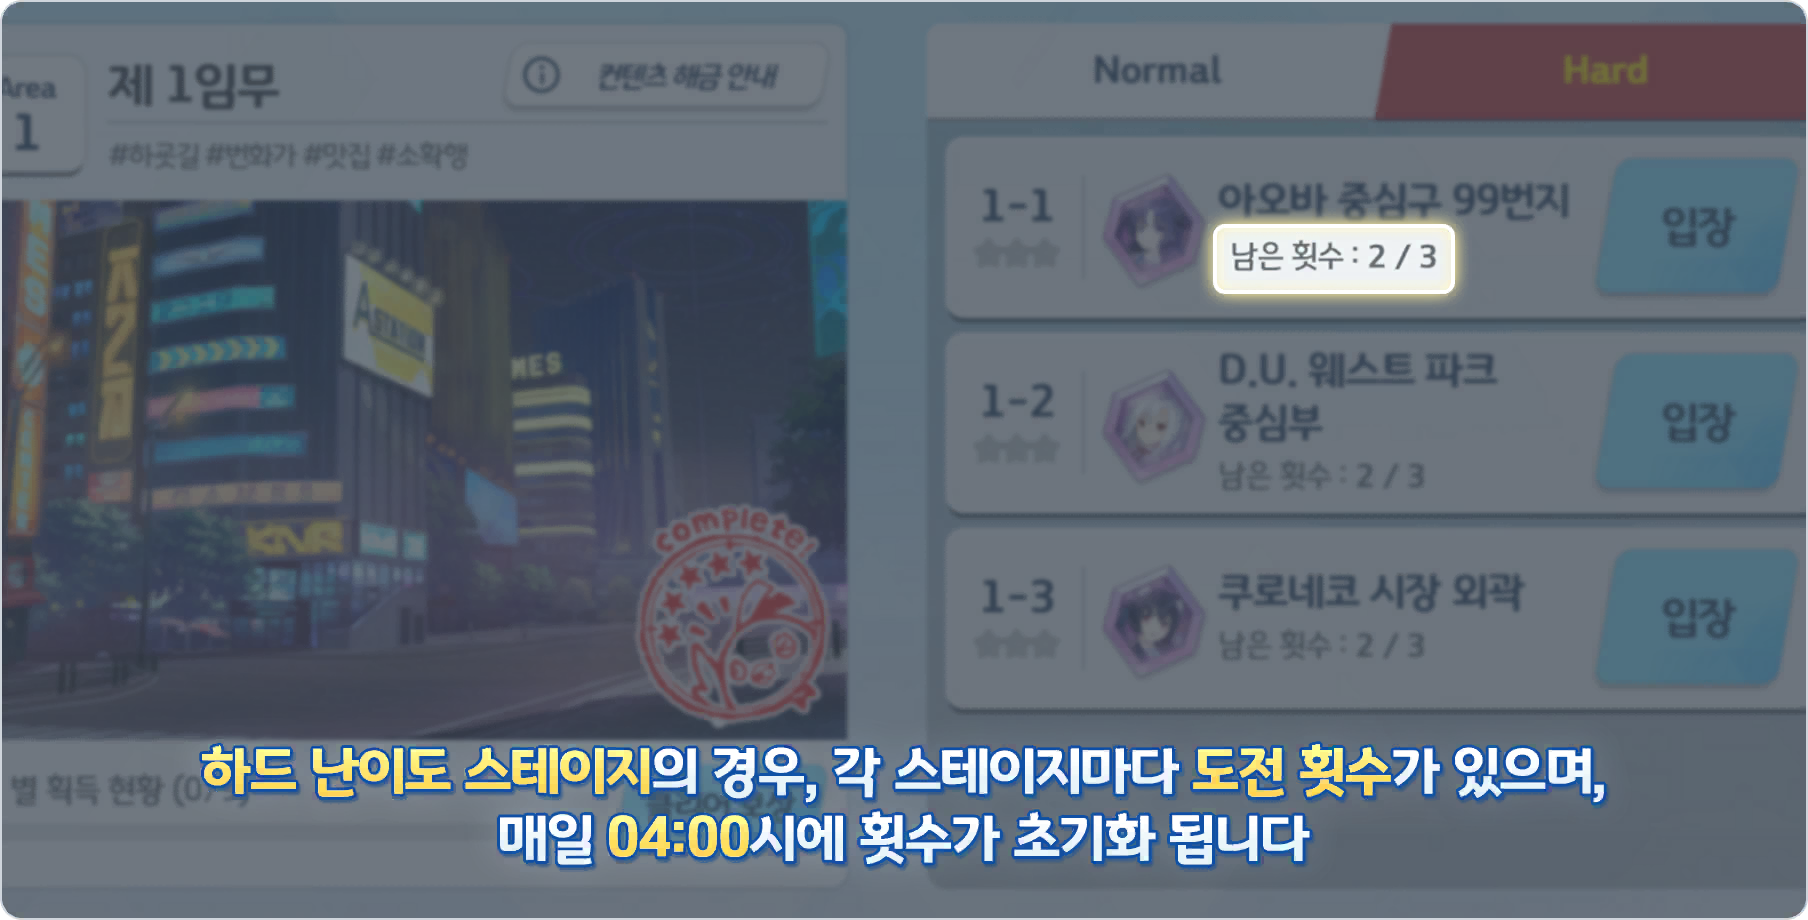 Area
1
제 1임무
컨텐츠 해금 안내
#하굣길 #번화가 #맛집 #소확행
A STATION
complete!
Normal
Hard
1-1
아오바 중심구 99번지
남은 횟수 : 2 / 3
입장
1-2
D.U. 웨스트 파크
중심부
남은 횟수 : 2 / 3
입장
1-3
쿠로네코 시장 외곽
남은 횟수 : 2 / 3
입장
별 획득 현황
하드 난이도 스테이지의 경우, 각 스테이지마다 도전 횟수가 있으며,
매일 04:00시에 횟수가 초기화 됩니다